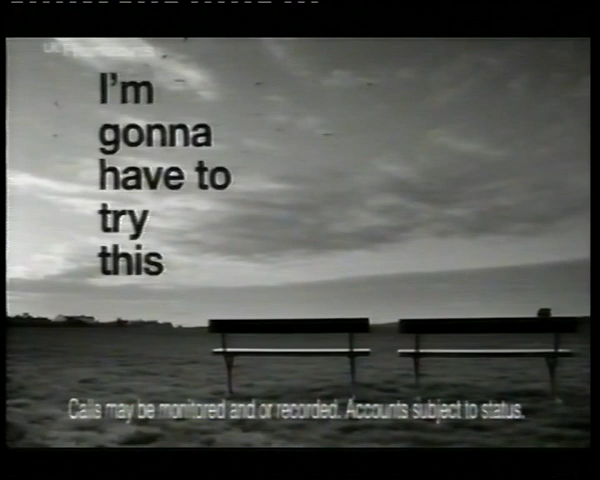 I'm
gonna
have to
try
this
Calls may be monitored and/or recorded. Accounts subject to status.